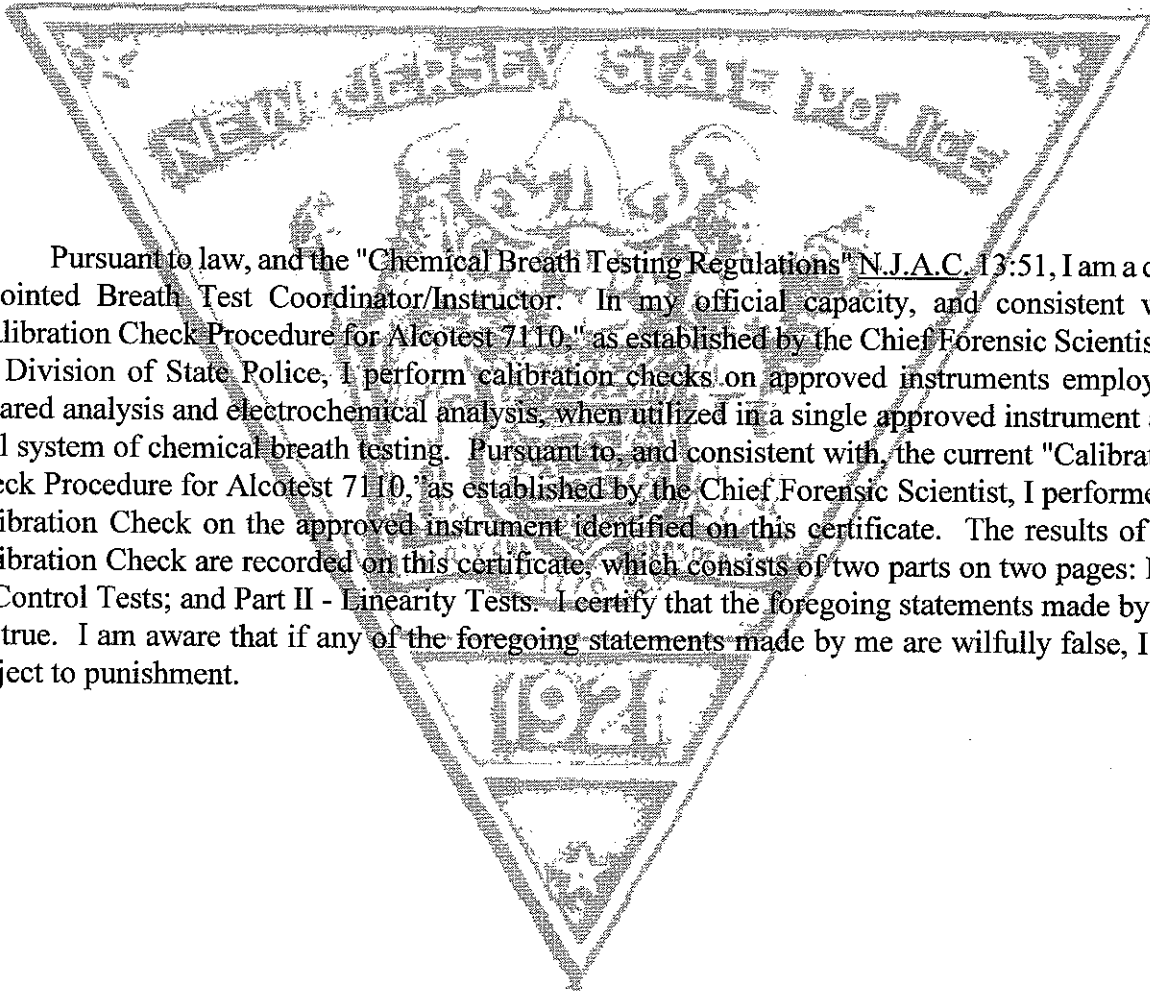 NEW JERSEY STATE POLICE
Pursuant to law, and the "Chemical Breath Testing Regulations" N.J.A.C. 13:51, I am a d
ointed Breath Test Coordinator/Instructor. In my official capacity, and consistent v
libration Check Procedure for Alcotest 7110," as established by the Chief Forensic Scientis
Division of State Police, I perform calibration checks on approved instruments employ
ared analysis and electrochemical analysis, when utilized in a single approved instrument
l system of chemical breath testing. Pursuant to, and consistent with, the current "Calibra
ck Procedure for Alcotest 7110," as established by the Chief Forensic Scientist, I performe
ibration Check on the approved instrument identified on this certificate. The results of
ibration Check are recorded on this certificate, which consists of two parts on two pages:
Control Tests; and Part II - Linearity Tests. I certify that the foregoing statements made by
true. I am aware that if any of the foregoing statements made by me are wilfully false, I
ject to punishment.
1921